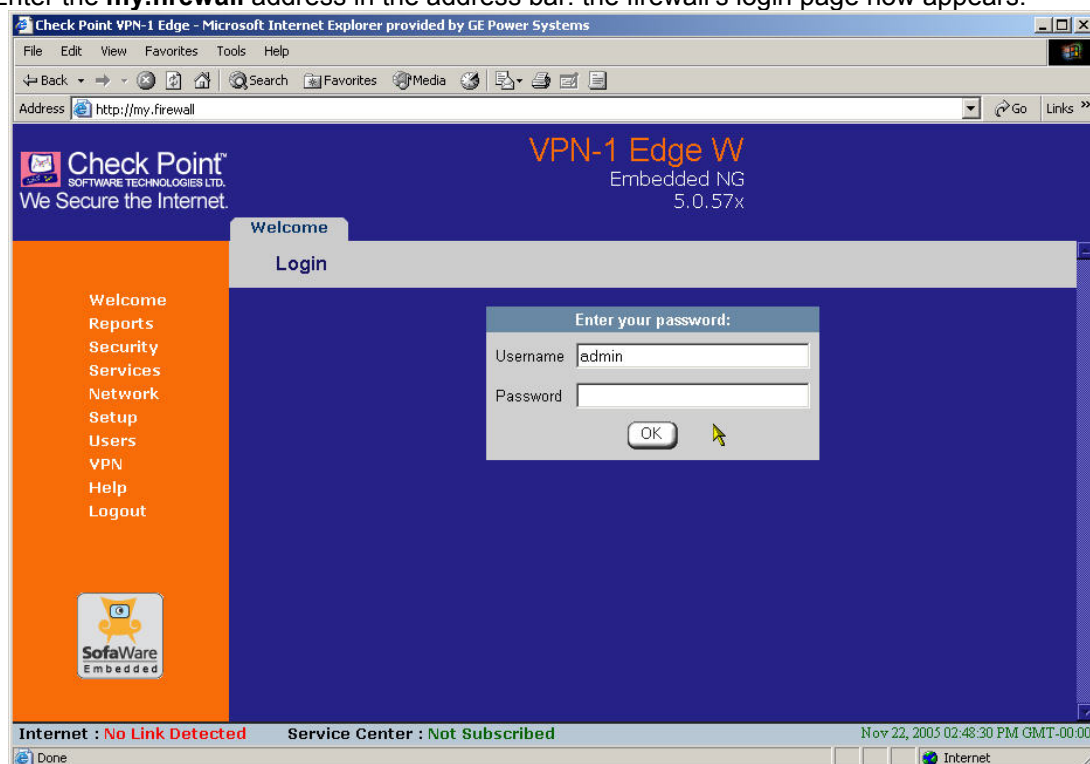 Enter the my.firewall address in the address bar: the firewall's login page now appears.
Check Point VPN-1 Edge - Microsoft Internet Explorer provided by GE Power Systems
File Edit View Favorites Tools Help
Back Search Favorites Media
Address http://my.firewall Go Links »
Check Point™
SOFTWARE TECHNOLOGIES LTD.
We Secure the Internet.
VPN-1 Edge W
Embedded NG
5.0.57x
Welcome
Login
Welcome
Reports
Security
Services
Network
Setup
Users
VPN
Help
Logout
Enter your password:
Username admin
Password
OK
SofaWare
Embedded
Internet : No Link Detected Service Center : Not Subscribed Nov 22, 2005 02:48:30 PM GMT-00:00
Done Internet